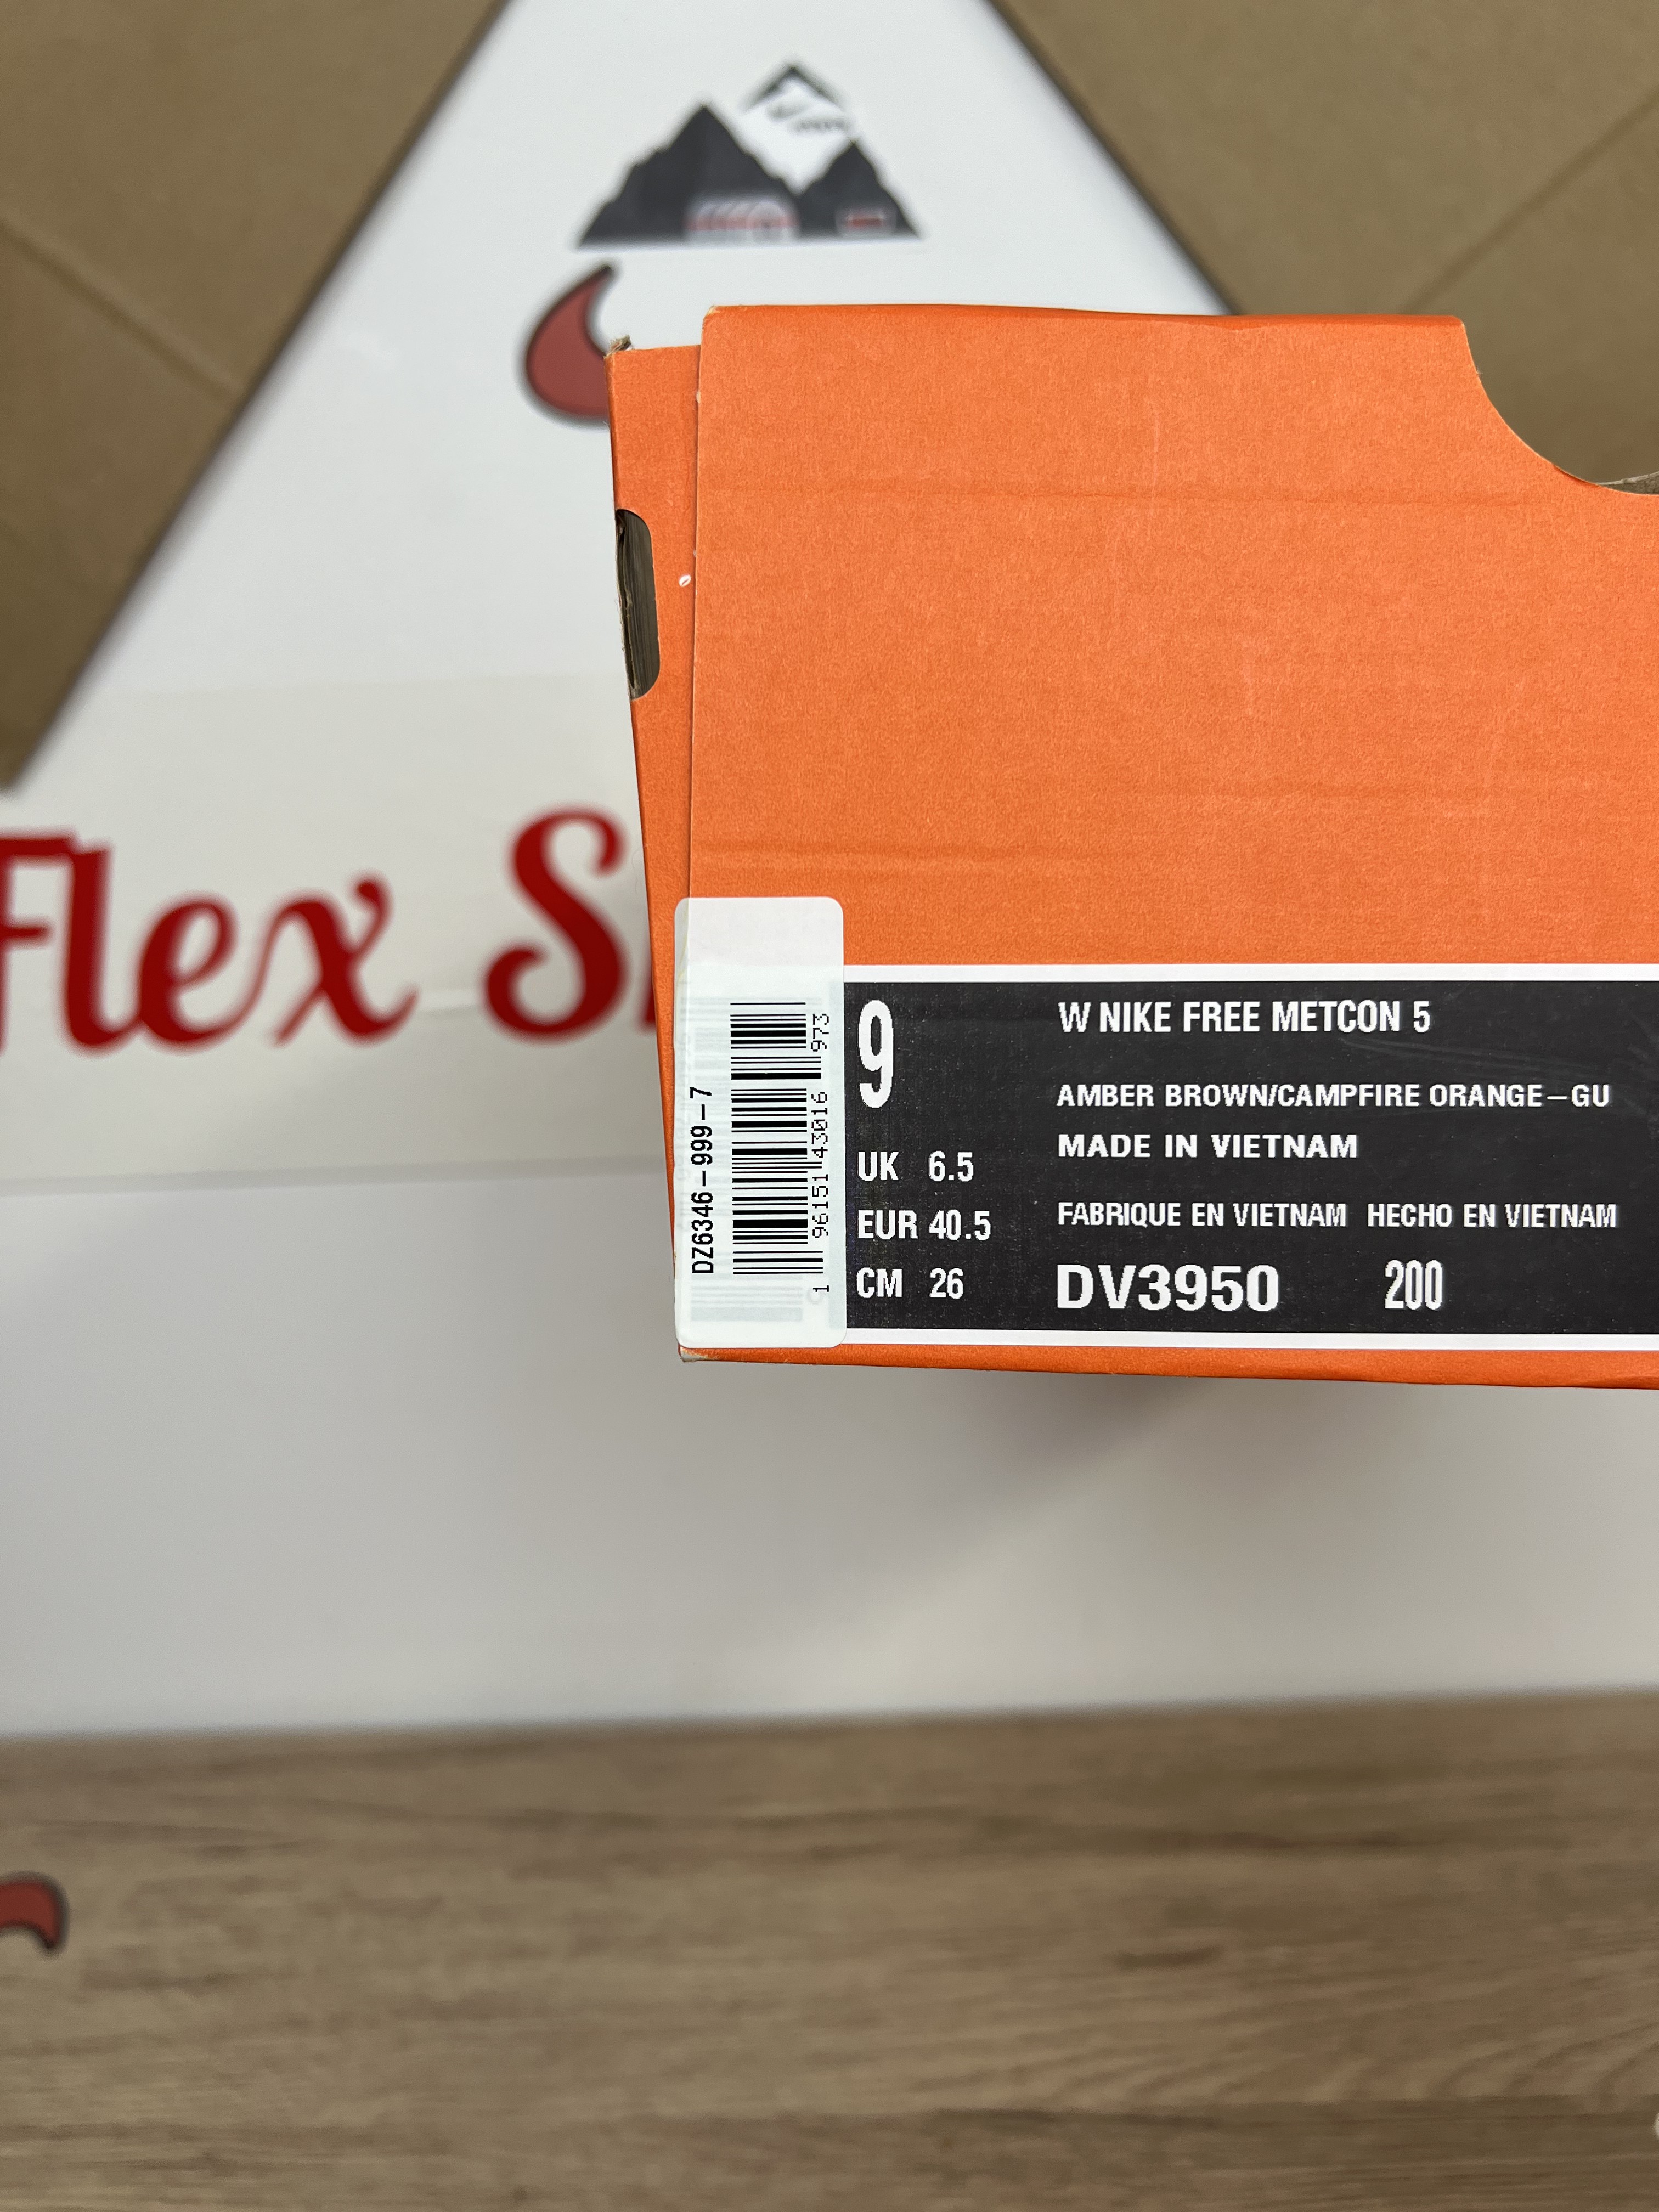 Flex S
9
UK 6.5
EUR 40.5
CM 26
W NIKE FREE METCON 5
AMBER BROWN/CAMPFIRE ORANGE-GU
MADE IN VIETNAM
FABRIQUE EN VIETNAM HECHO EN VIETNAM
DV3950 200
DZ6346-999-7
1 96151 43016 973